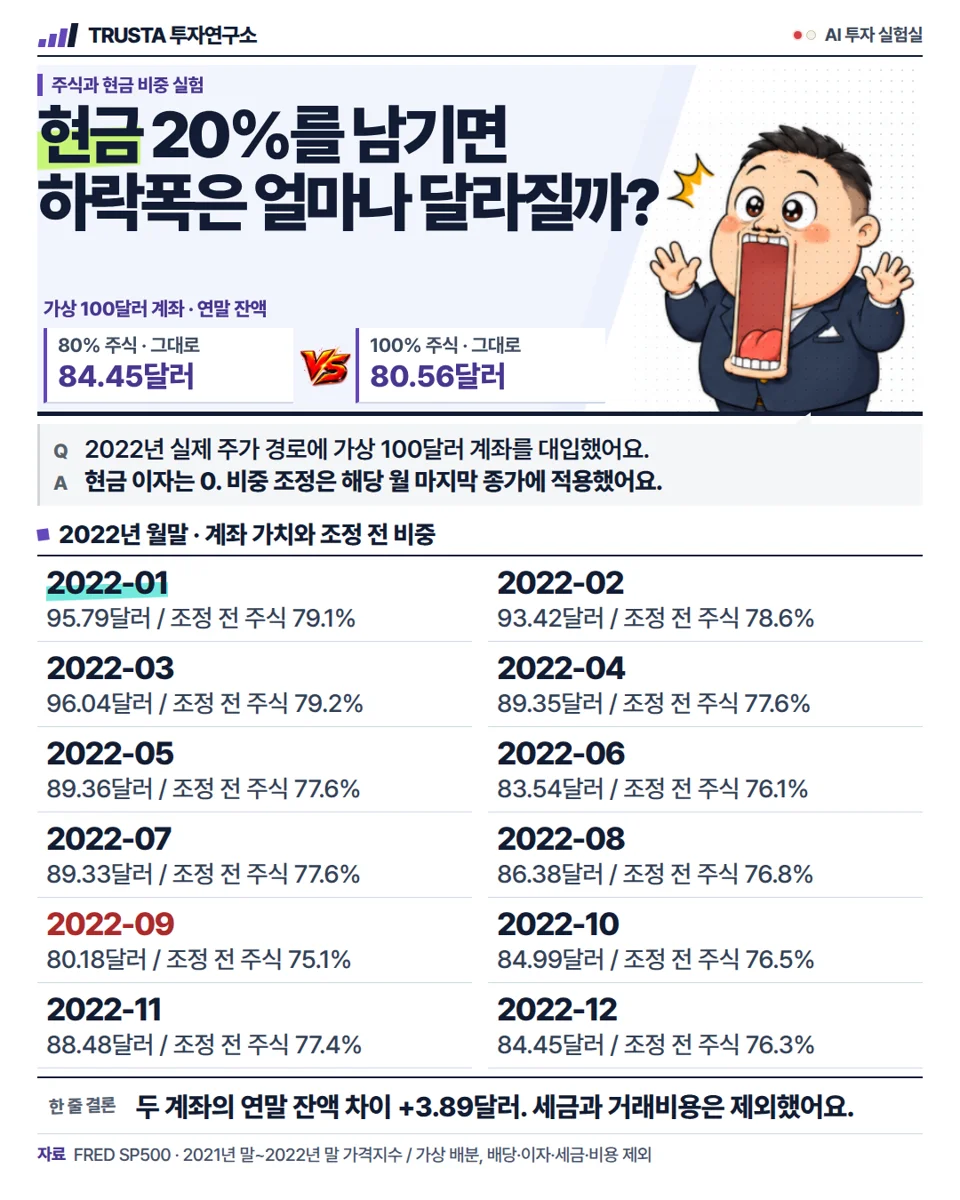 TRUSTA 투자연구소
AI 투자 실험실
주식과 현금 비중 실험
현금 20%를 남기면
하락폭은 얼마나 달라질까?
가상 100달러 계좌 · 연말 잔액
80% 주식 · 그대로
84.45달러
VS
100% 주식 · 그대로
80.56달러
Q 2022년 실제 주가 경로에 가상 100달러 계좌를 대입했어요.
A 현금 이자는 0. 비중 조정은 해당 월 마지막 종가에 적용했어요.
2022년 월말 · 계좌 가치와 조정 전 비중
2022-01
95.79달러 / 조정 전 주식 79.1%
2022-02
93.42달러 / 조정 전 주식 78.6%
2022-03
96.04달러 / 조정 전 주식 79.2%
2022-04
89.35달러 / 조정 전 주식 77.6%
2022-05
89.36달러 / 조정 전 주식 77.6%
2022-06
83.54달러 / 조정 전 주식 76.1%
2022-07
89.33달러 / 조정 전 주식 77.6%
2022-08
86.38달러 / 조정 전 주식 76.8%
2022-09
80.18달러 / 조정 전 주식 75.1%
2022-10
84.99달러 / 조정 전 주식 76.5%
2022-11
88.48달러 / 조정 전 주식 77.4%
2022-12
84.45달러 / 조정 전 주식 76.3%
한 줄 결론 두 계좌의 연말 잔액 차이 +3.89달러. 세금과 거래비용은 제외했어요.
자료 FRED SP500 · 2021년 말~2022년 말 가격지수 / 가상 배분, 배당·이자·세금·비용 제외